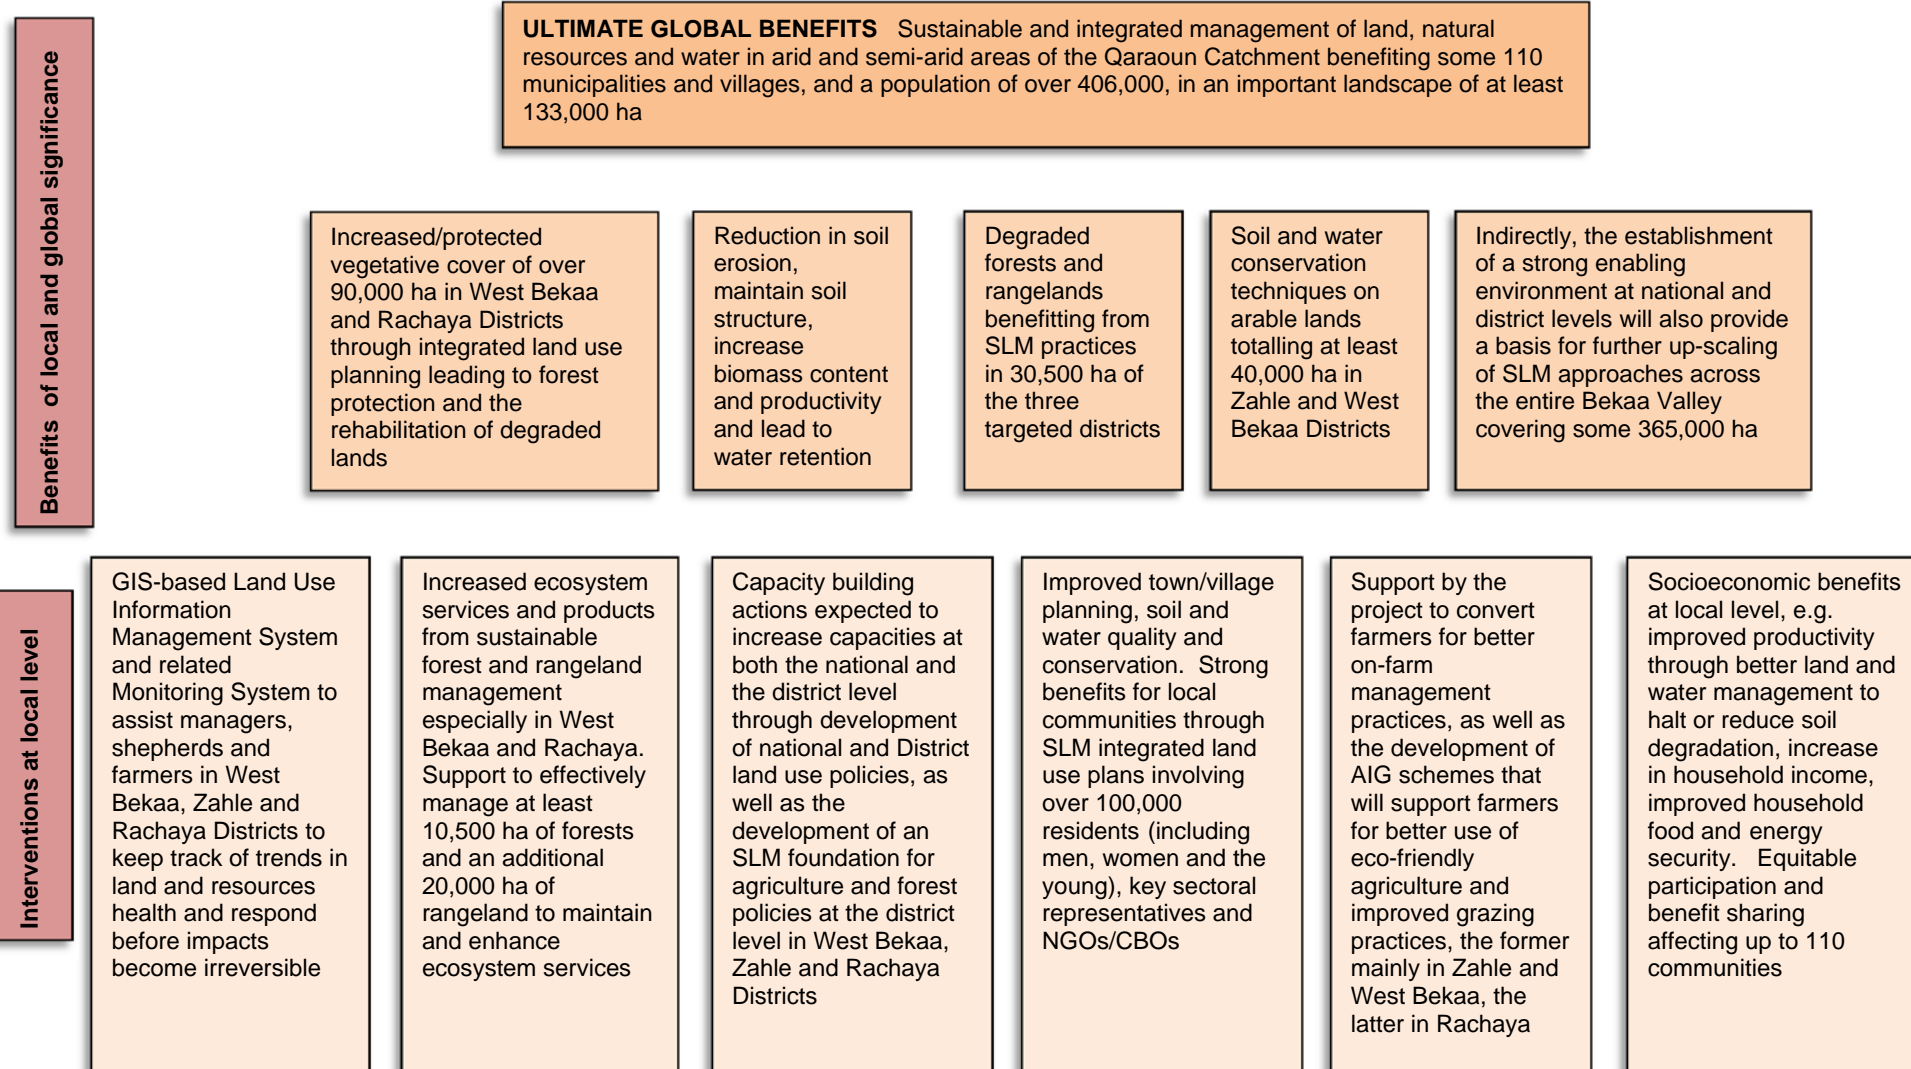 Benefits of local and global significance
ULTIMATE GLOBAL BENEFITS Sustainable and integrated management of land, natural
resources and water in arid and semi-arid areas of the Qaraoun Catchment benefiting some 110
municipalities and villages, and a population of over 406,000, in an important landscape of at least
133,000 ha
Increased/protected
vegetative cover of over
90,000 ha in West Bekaa
and Rachaya Districts
through integrated land use
planning leading to forest
protection and the
rehabilitation of degraded
lands
Reduction in soil
erosion,
maintain soil
structure,
increase
biomass content
and productivity
and lead to
water retention
Degraded
forests and
rangelands
benefitting from
SLM practices
in 30,500 ha of
the three
targeted districts
Soil and water
conservation
techniques on
arable lands
totalling at least
40,000 ha in
Zahle and West
Bekaa Districts
Indirectly, the establishment
of a strong enabling
environment at national and
district levels will also provide
a basis for further up-scaling
of SLM approaches across
the entire Bekaa Valley
covering some 365,000 ha
Interventions at local level
GIS-based Land Use
Information
Management System
and related
Monitoring System to
assist managers,
shepherds and
farmers in West
Bekaa, Zahle and
Rachaya Districts to
keep track of trends in
land and resources
health and respond
before impacts
become irreversible
Increased ecosystem
services and products
from sustainable
forest and rangeland
management
especially in West
Bekaa and Rachaya.
Support to effectively
manage at least
10,500 ha of forests
and an additional
20,000 ha of
rangeland to maintain
and enhance
ecosystem services
Capacity building
actions expected to
increase capacities at
both the national and
the district level
through development
of national and District
land use policies, as
well as the
development of an
SLM foundation for
agriculture and forest
policies at the district
level in West Bekaa,
Zahle and Rachaya
Districts
Improved town/village
planning, soil and
water quality and
conservation. Strong
benefits for local
communities through
SLM integrated land
use plans involving
over 100,000
residents (including
men, women and the
young), key sectoral
representatives and
NGOs/CBOs
Support by the
project to convert
farmers for better
on-farm
management
practices, as well as
the development of
AIG schemes that
will support farmers
for better use of
eco-friendly
agriculture and
improved grazing
practices, the former
mainly in Zahle and
West Bekaa, the
latter in Rachaya
Socioeconomic benefits
at local level, e.g.
improved productivity
through better land and
water management to
halt or reduce soil
degradation, increase
in household income,
improved household
food and energy
security. Equitable
participation and
benefit sharing
affecting up to 110
communities